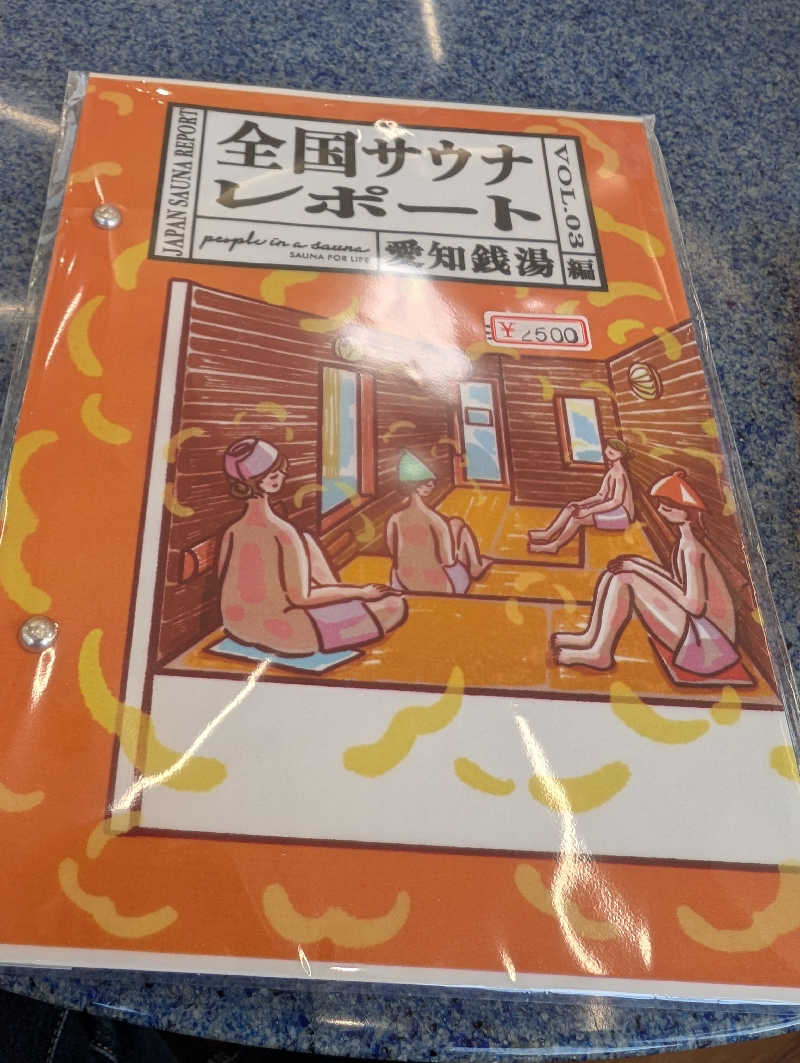 JAPAN SAUNA REPORT
全国サウナ
レポート
VOL.03
people in a sauna
SAUNA FOR LIFE
愛知銭湯
編
¥2500